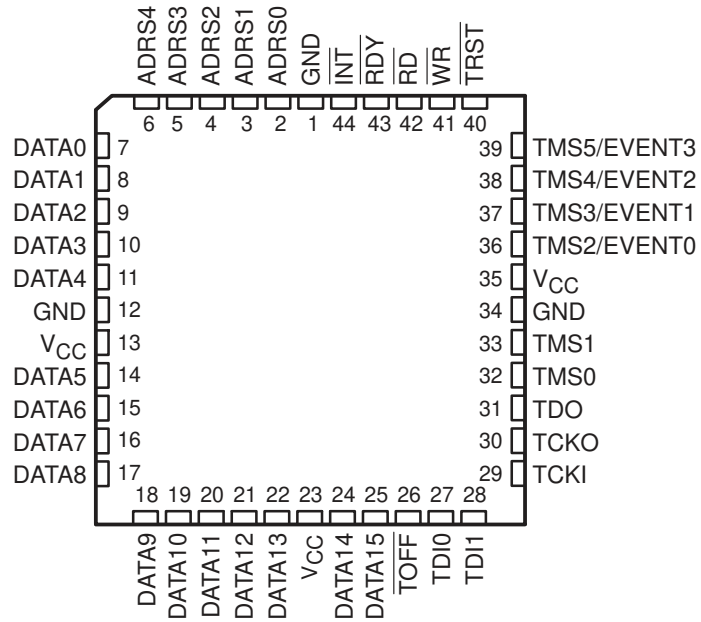 ADRS4 ADRS3 ADRS2 ADRS1 ADRS0 GND INT RDY RD WR TRST
6 5 4 3 2 1 44 43 42 41 40
DATA0 7 39 TMS5/EVENT3
DATA1 8 38 TMS4/EVENT2
DATA2 9 37 TMS3/EVENT1
DATA3 10 36 TMS2/EVENT0
DATA4 11 35 VCC
GND 12 34 GND
VCC 13 33 TMS1
DATA5 14 32 TMS0
DATA6 15 31 TDO
DATA7 16 30 TCKO
DATA8 17 29 TCKI
18 19 20 21 22 23 24 25 26 27 28
DATA9 DATA10 DATA11 DATA12 DATA13 VCC DATA14 DATA15 TOFF TDI0 TDI1